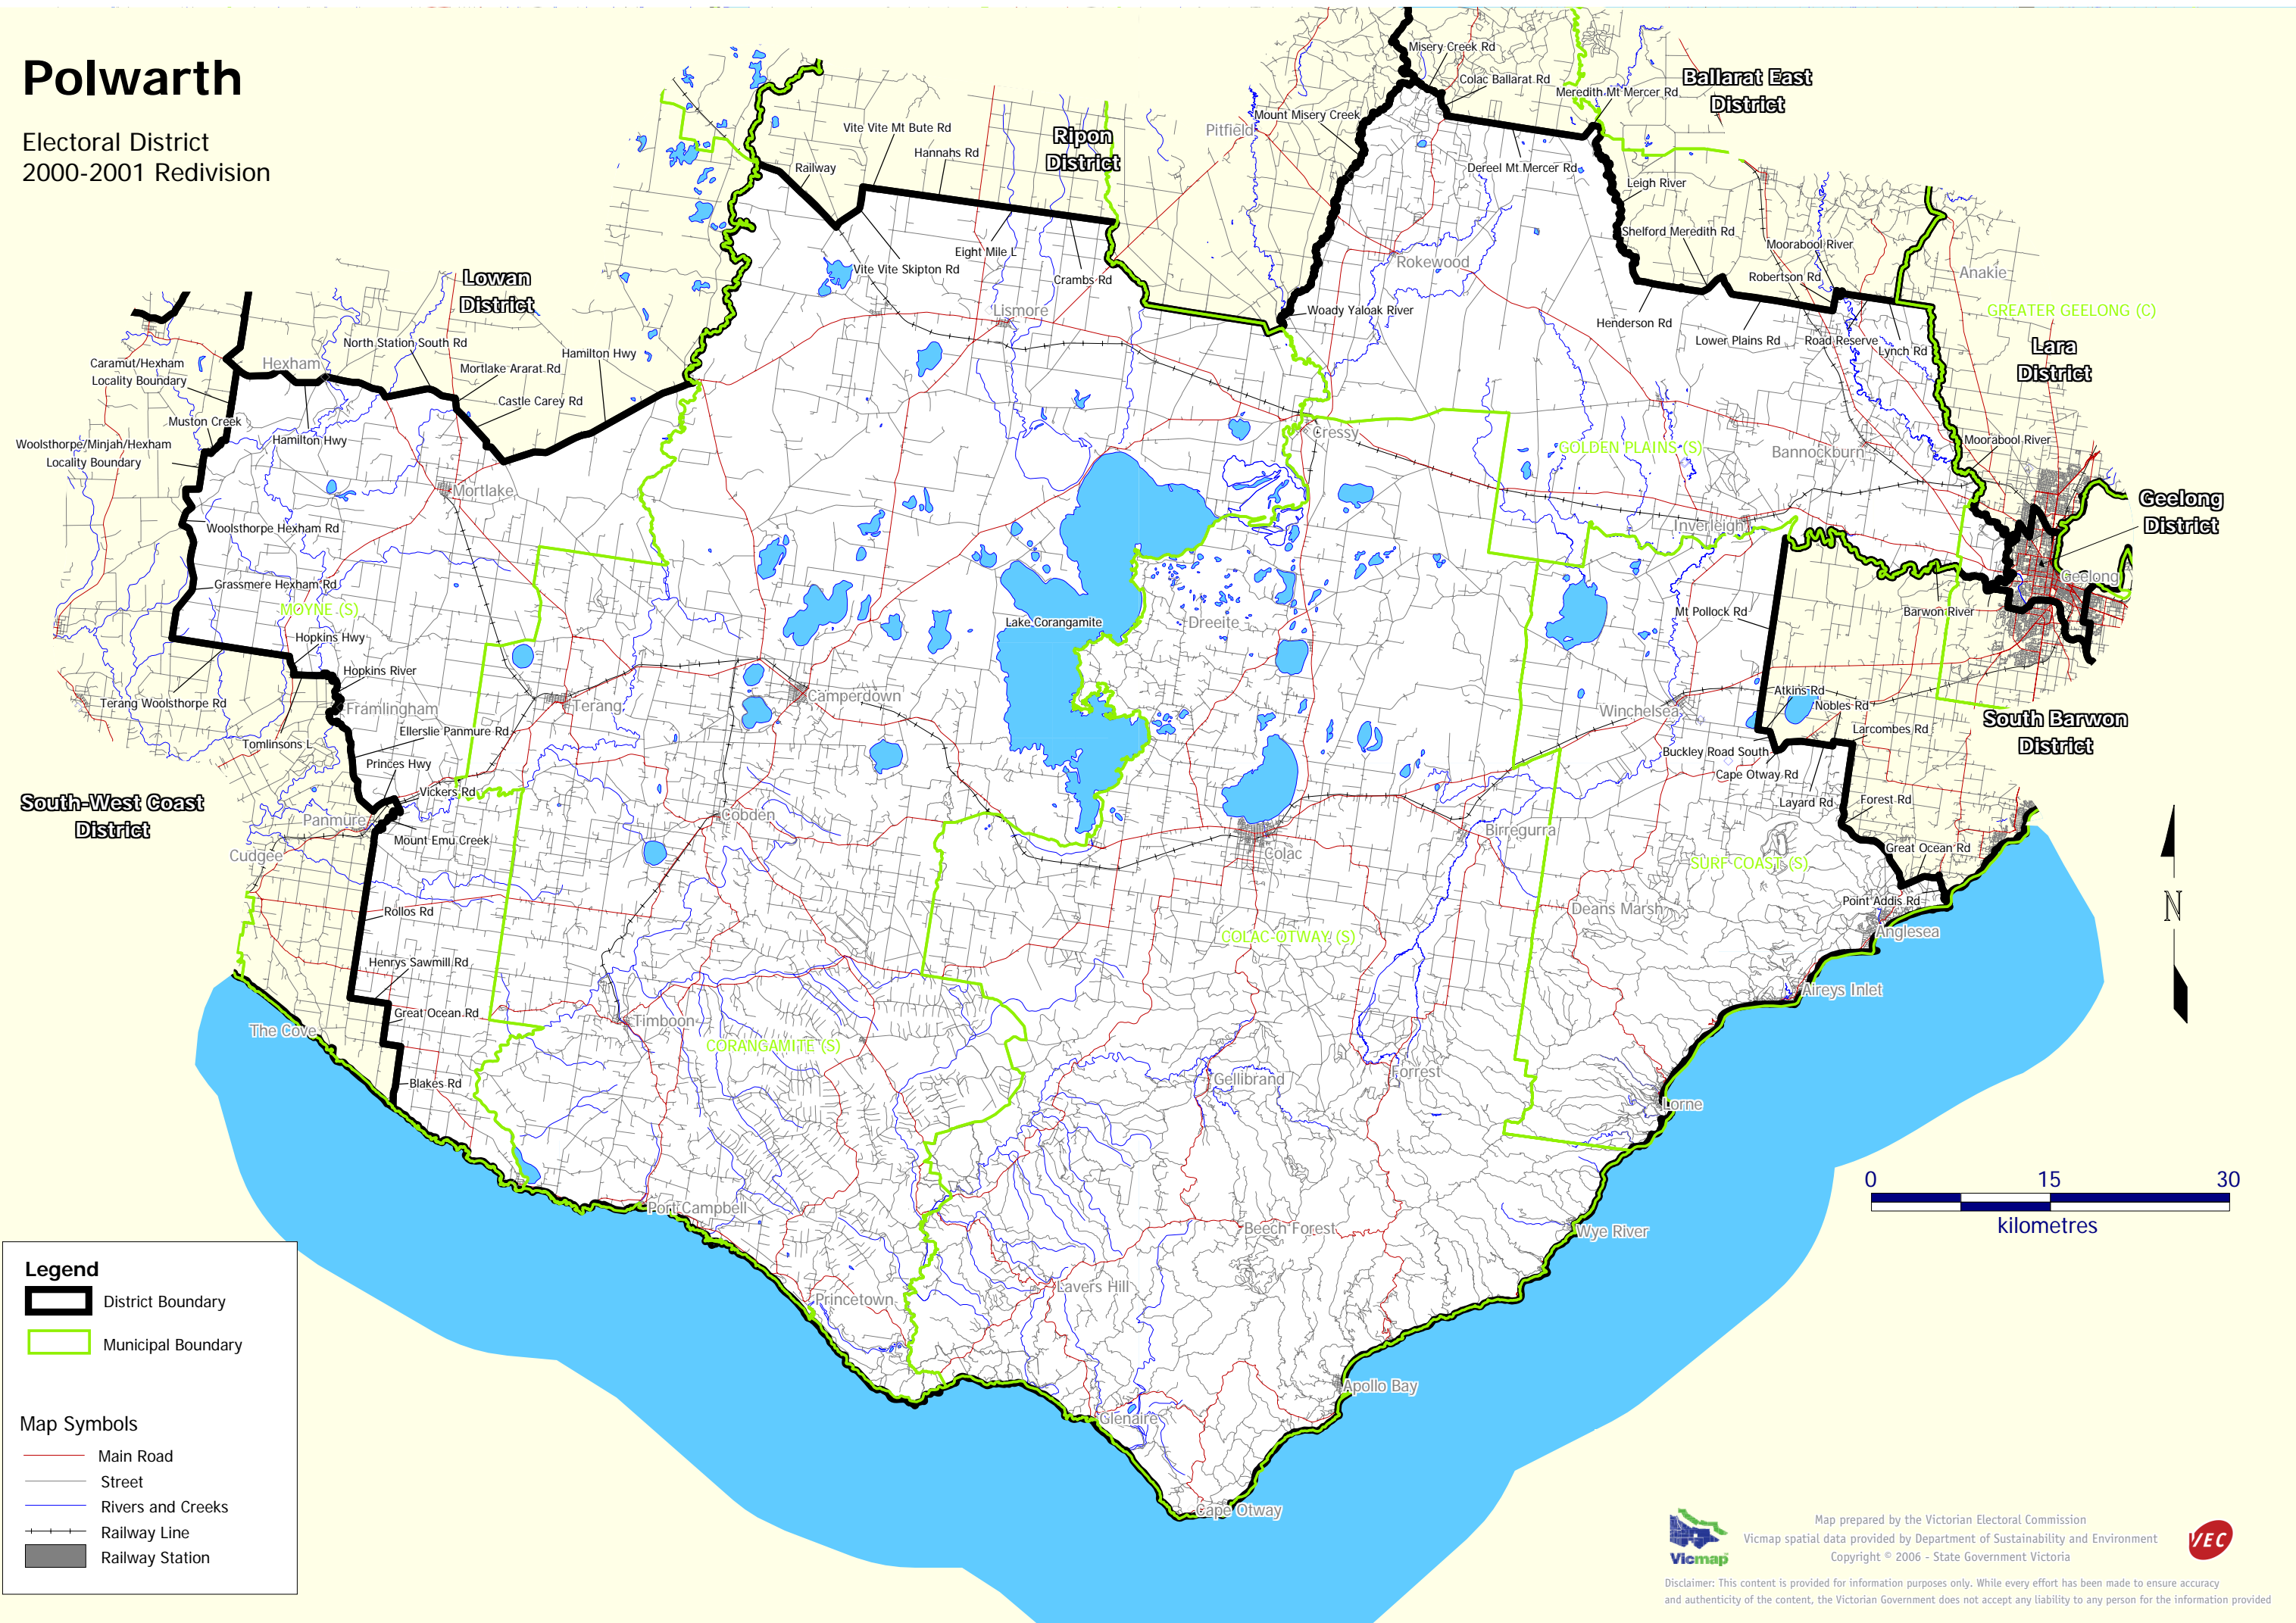 Polwarth
Electoral District
2000-2001 Redivision
Misery Creek Rd
Colac Ballarat Rd
Meredith Mt Mercer Rd
Ballarat East
District
Mount Misery Creek
Pitfield
Vite Vite Mt Bute Rd
Hannahs Rd
Ripon
District
Railway
Dereel Mt Mercer Rd
Leigh River
Shelford Meredith Rd
Moorabool River
Robertson Rd
Anakie
GREATER GEELONG (C)
Lowan
District
Eight Mile L
Vite Vite Skipton Rd
Crambs Rd
Rokewood
Lismore
Woady Yaloak River
Henderson Rd
Lower Plains Rd
Road Reserve
Lynch Rd
Lara
District
North Station South Rd
Hamilton Hwy
Caramut/Hexham
Locality Boundary
Hexham
Mortlake Ararat Rd
Castle Carey Rd
Muston Creek
Hamilton Hwy
Woolsthorpe/Minjah/Hexham
Locality Boundary
Cressy
GOLDEN PLAINS (S)
Bannockburn
Moorabool River
Mortlake
Geelong
District
Woolsthorpe Hexham Rd
Inverleigh
Grassmere Hexham Rd
MOYNE (S)
Geelong
Lake Corangamite
Dreeite
Mt Pollock Rd
Barwon River
Hopkins Hwy
Hopkins River
Terang Woolsthorpe Rd
Framlingham
Terang
Camperdown
Winchelsea
Atkins Rd
Nobles Rd
South Barwon
District
Ellerslie Panmure Rd
Tomlinsons L
Larcombes Rd
Buckley Road South
Cape Otway Rd
Princes Hwy
Vickers Rd
South-West Coast
District
Panmure
Mount Emu Creek
Cobden
Layard Rd
Forest Rd
Cudgee
Colac
Birregurra
SURF COAST (S)
Great Ocean Rd
Rollos Rd
Deans Marsh
Point Addis Rd
Anglesea
N
COLAC-OTWAY (S)
Henrys Sawmill Rd
Aireys Inlet
Great Ocean Rd
The Cove
Timboon
CORANGAMITE (S)
Blakes Rd
Gellibrand
Forrest
Lorne
0 15 30
kilometres
Port Campbell
Beech Forest
Wye River
Lavers Hill
Princetown
Apollo Bay
Glenaire
Cape Otway
Legend
District Boundary
Municipal Boundary
Map Symbols
Main Road
Street
Rivers and Creeks
Railway Line
Railway Station
Vicmap
Map prepared by the Victorian Electoral Commission
Vicmap spatial data provided by Department of Sustainability and Environment
Copyright © 2006 - State Government Victoria
VEC
Disclaimer: This content is provided for information purposes only. While every effort has been made to ensure accuracy
and authenticity of the content, the Victorian Government does not accept any liability to any person for the information provided